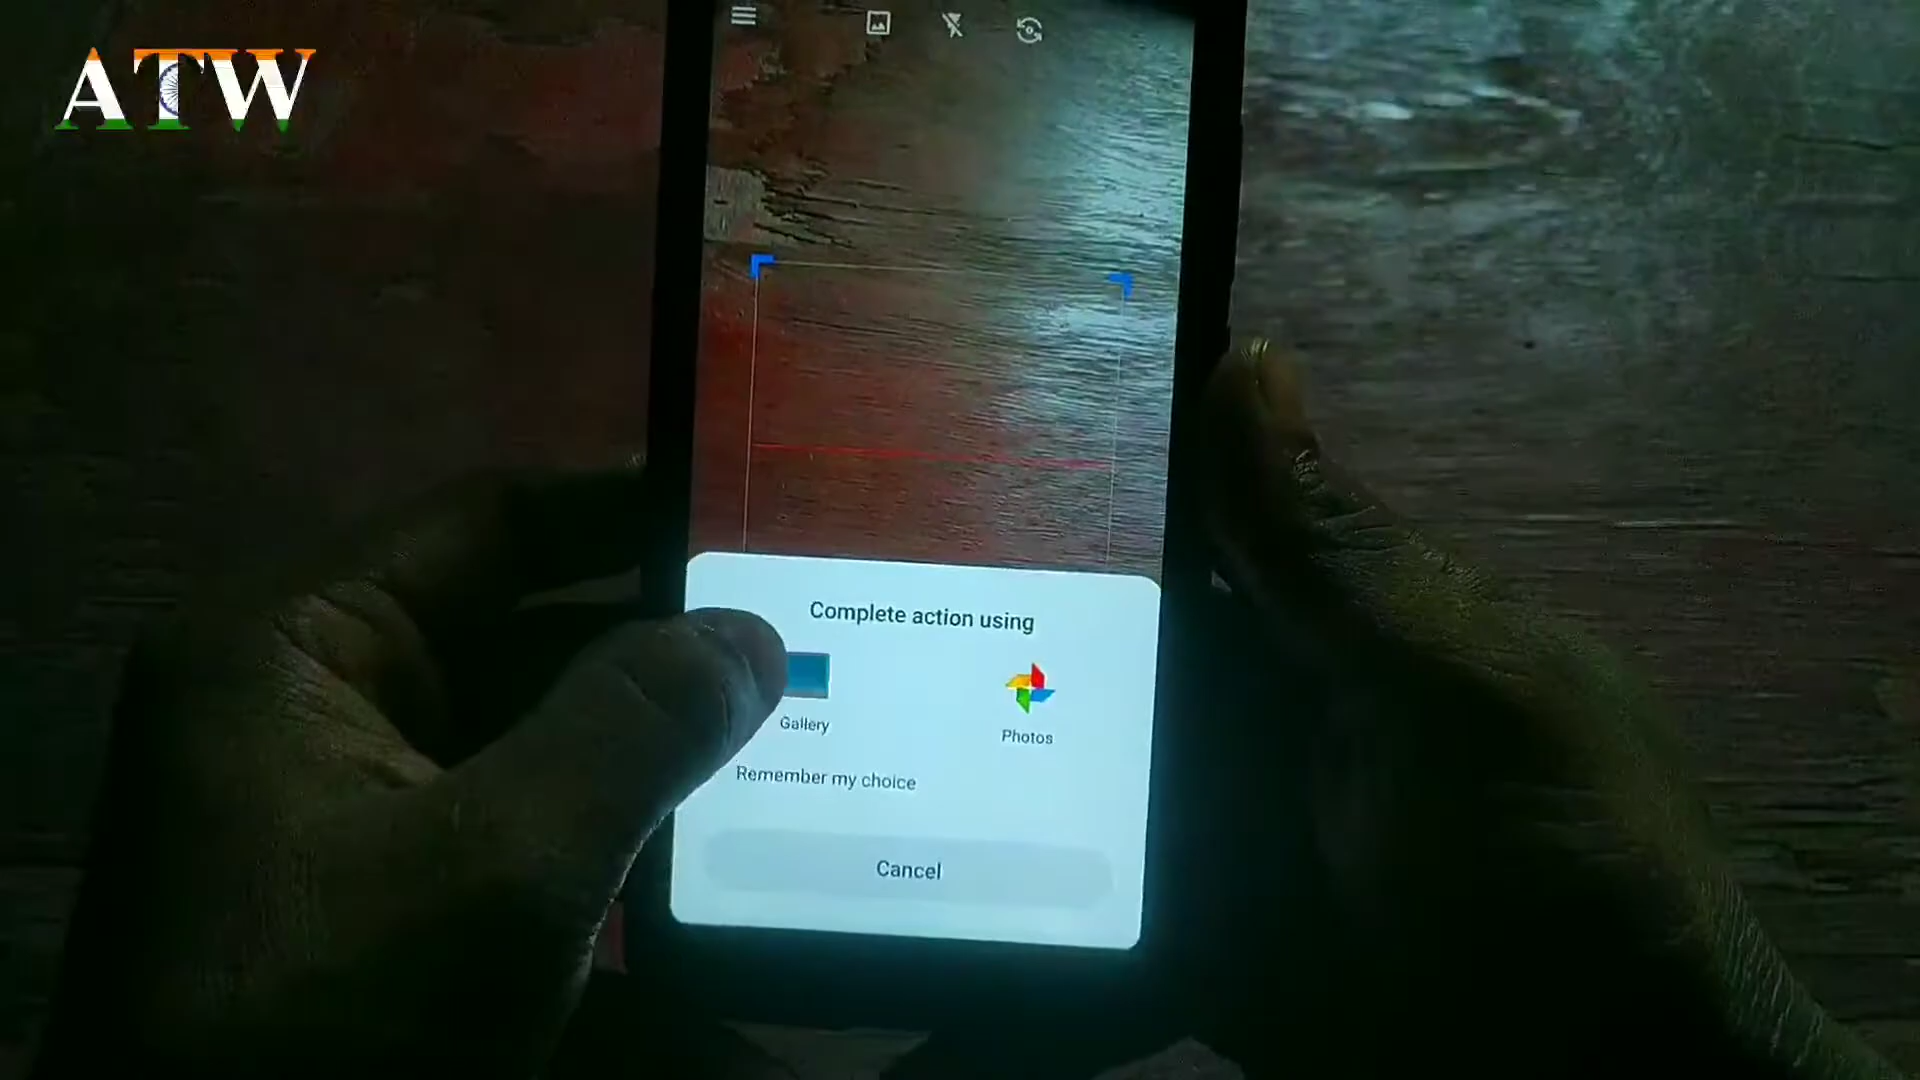 ATW
Complete action using
Gallery
Photos
Remember my choice
Cancel